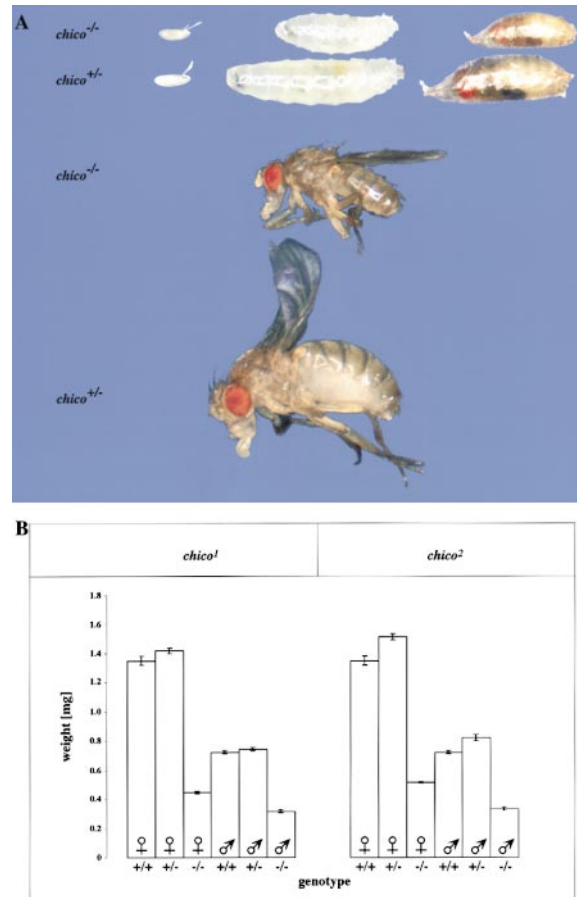 A
chico-/-
chico+/-
chico-/-
chico+/-
B
chico1 chico2
weight [mg]
1.8
1.6
1.4
1.2
1.0
0.8
0.6
0.4
0.2
0
♀ ♀ ♀ ♂ ♂ ♂ ♀ ♀ ♀ ♂ ♂ ♂
+/+ +/- -/- +/+ +/- -/- +/+ +/- -/- +/+ +/- -/-
genotype